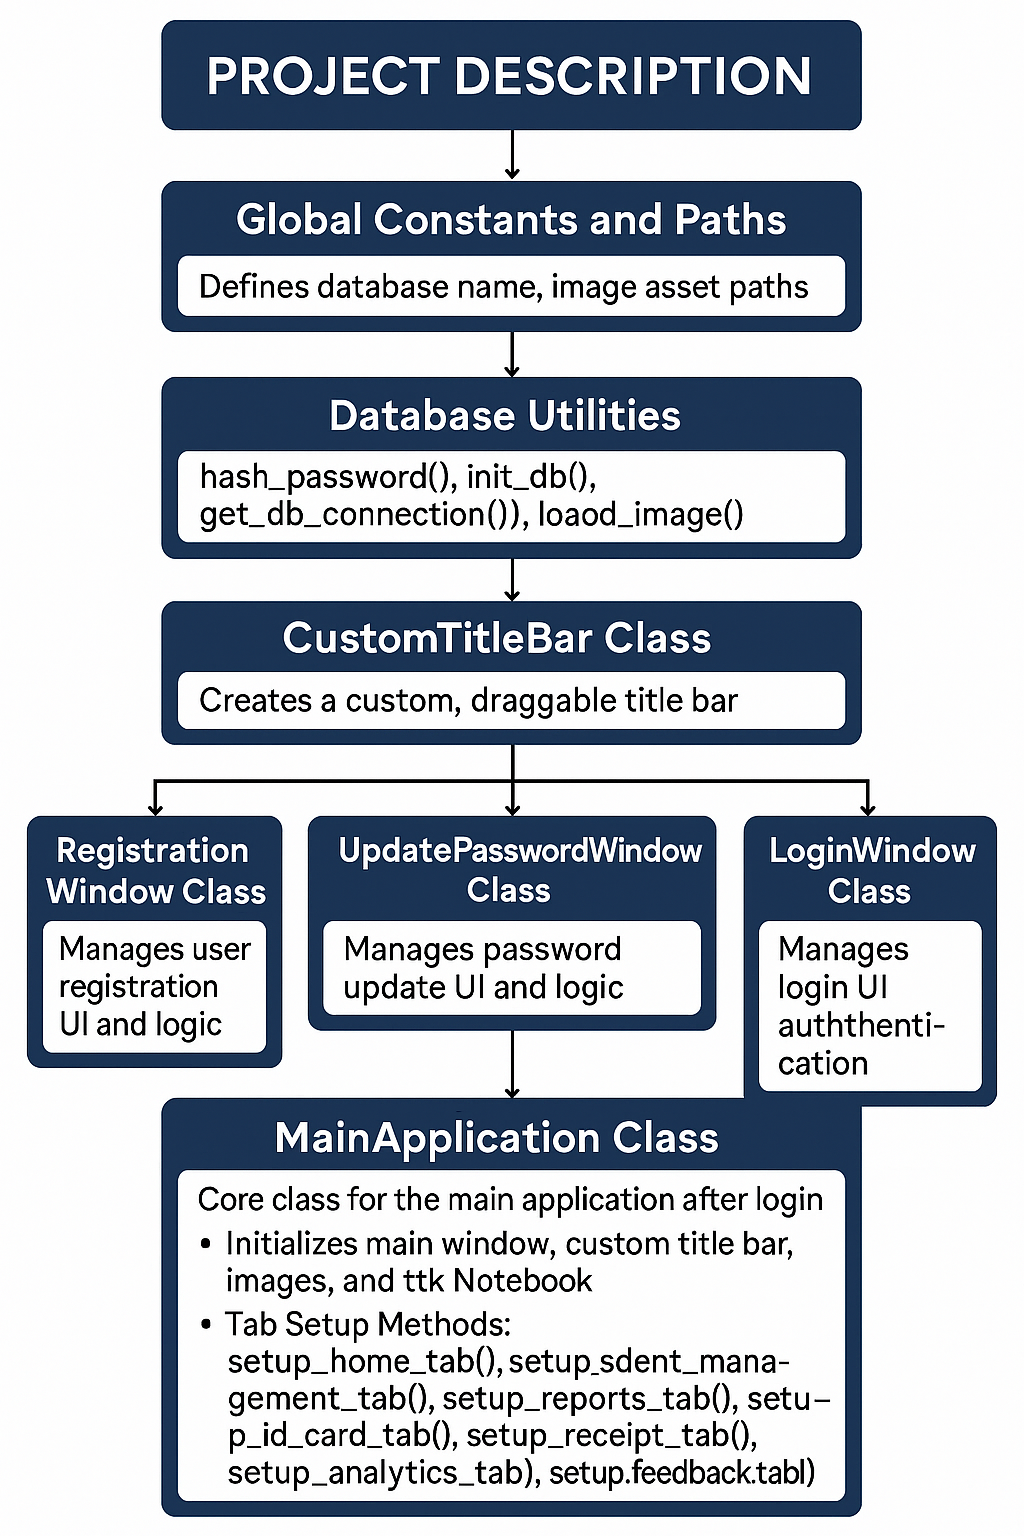 PROJECT DESCRIPTION
Global Constants and Paths
Defines database name, image asset paths
Database Utilities
hash_password(), init_db(),
get_db_connection()), loaod_image()
CustomTitleBar Class
Creates a custom, draggable title bar
Registration
Window Class
Manages user
registration
UI and logic
UpdatePasswordWindow
Class
Manages password
update UI and logic
LoginWindow
Class
Manages
login UI
auththenti-
cation
MainApplication Class
Core class for the main application after login
• Initializes main window, custom title bar,
images, and ttk Notebook
• Tab Setup Methods:
setup_home_tab(), setup_sdent_mana-
gement_tab(), setup_reports_tab(), setu–
p_id_card_tab(), setup_receipt_tab(),
setup_analytics_tab), setup.feedback.tabl)